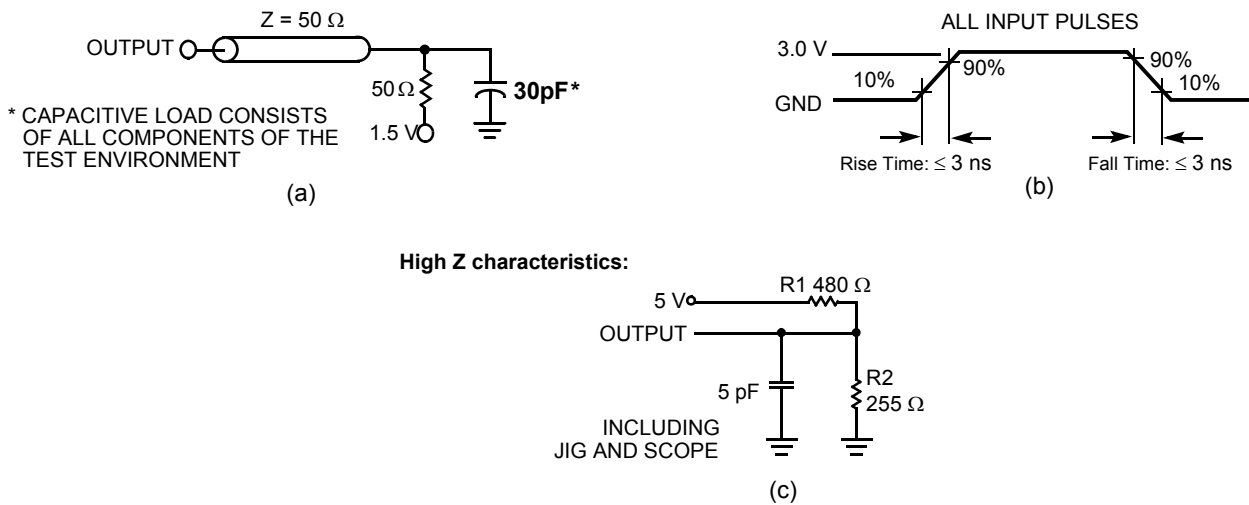 Z = 50 Ω
OUTPUT
50 Ω
30pF*
1.5 V
* CAPACITIVE LOAD CONSISTS
OF ALL COMPONENTS OF THE
TEST ENVIRONMENT
(a)
ALL INPUT PULSES
3.0 V
90%
90%
10%
10%
GND
Rise Time: ≤ 3 ns
Fall Time: ≤ 3 ns
(b)
High Z characteristics:
R1 480 Ω
5 V
OUTPUT
5 pF
R2
255 Ω
INCLUDING
JIG AND SCOPE
(c)